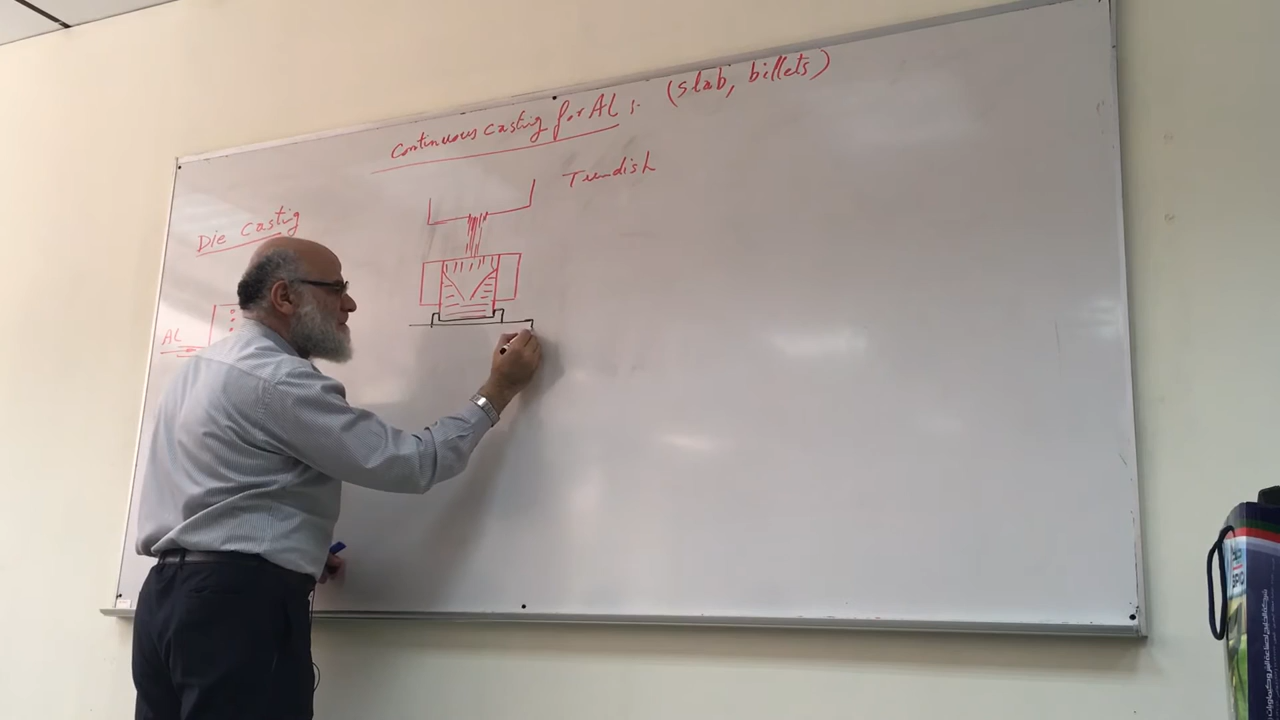 Continuous casting for AL :- (slab, billets)
Tundish
Die Casting
AL